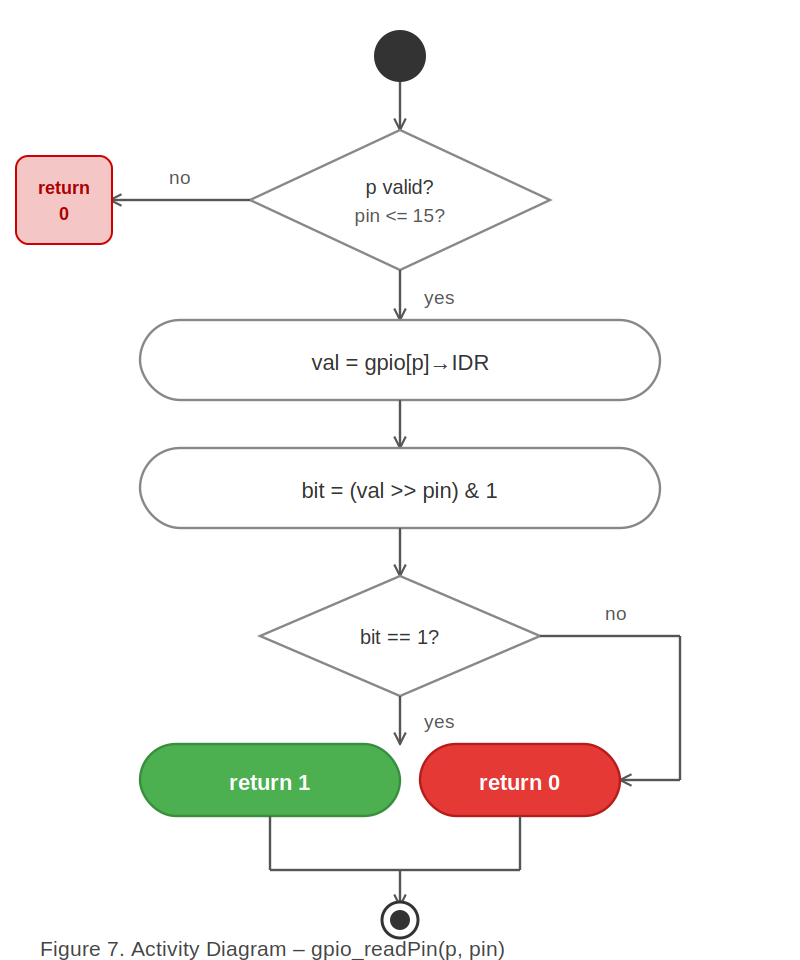 p valid?
pin <= 15?
no
return
0
yes
val = gpio[p]→IDR
bit = (val >> pin) & 1
bit == 1?
no
yes
return 1
return 0
Figure 7. Activity Diagram – gpio_readPin(p, pin)